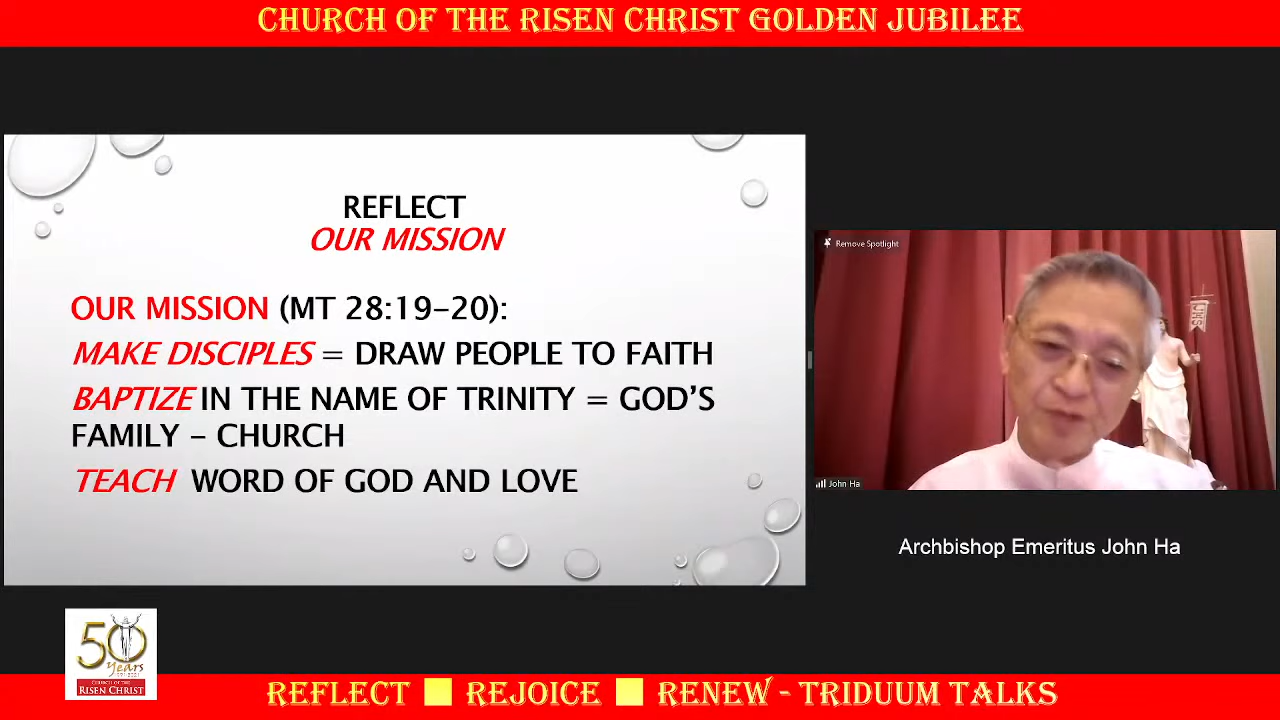 CHURCH OF THE RISEN CHRIST GOLDEN JUBILEE
REFLECT
OUR MISSION
OUR MISSION (MT 28:19–20):
MAKE DISCIPLES = DRAW PEOPLE TO FAITH
BAPTIZE IN THE NAME OF TRINITY = GOD'S
FAMILY – CHURCH
TEACH WORD OF GOD AND LOVE
Remove Spotlight
IHS
John Ha
Archbishop Emeritus John Ha
50
Years
CHURCH OF THE
RISEN CHRIST
REFLECT REJOICE RENEW - TRIDUUM TALKS